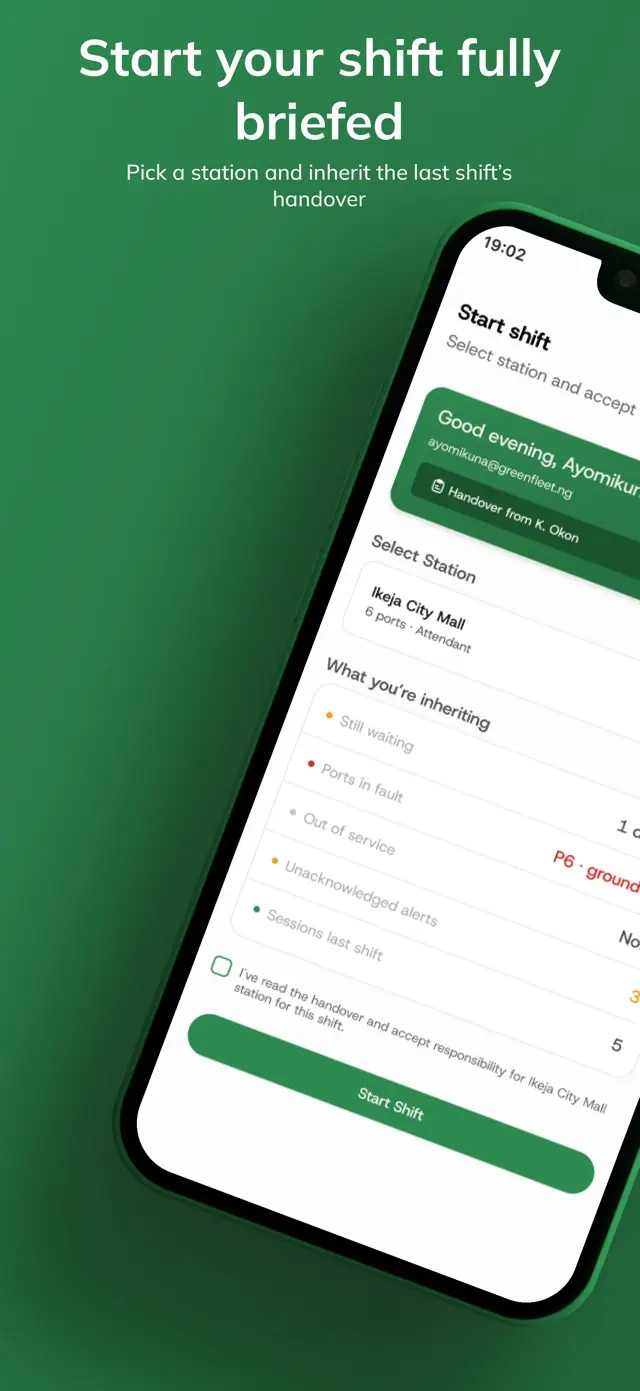 Start your shift fully
briefed
Pick a station and inherit the last shift's
handover
19:02
Start shift
Select station and accept
Good evening, Ayomikun
ayomikuna@greenfleet.ng
Handover from K. Okon
Select Station
Ikeja City Mall
6 ports · Attendant
What you're inheriting
Still waiting
1
Ports in fault
P6 · ground
Out of service
Unacknowledged alerts
3
Sessions last shift
5
I've read the handover and accept responsibility for Ikeja City Mall
station for this shift.
Start Shift